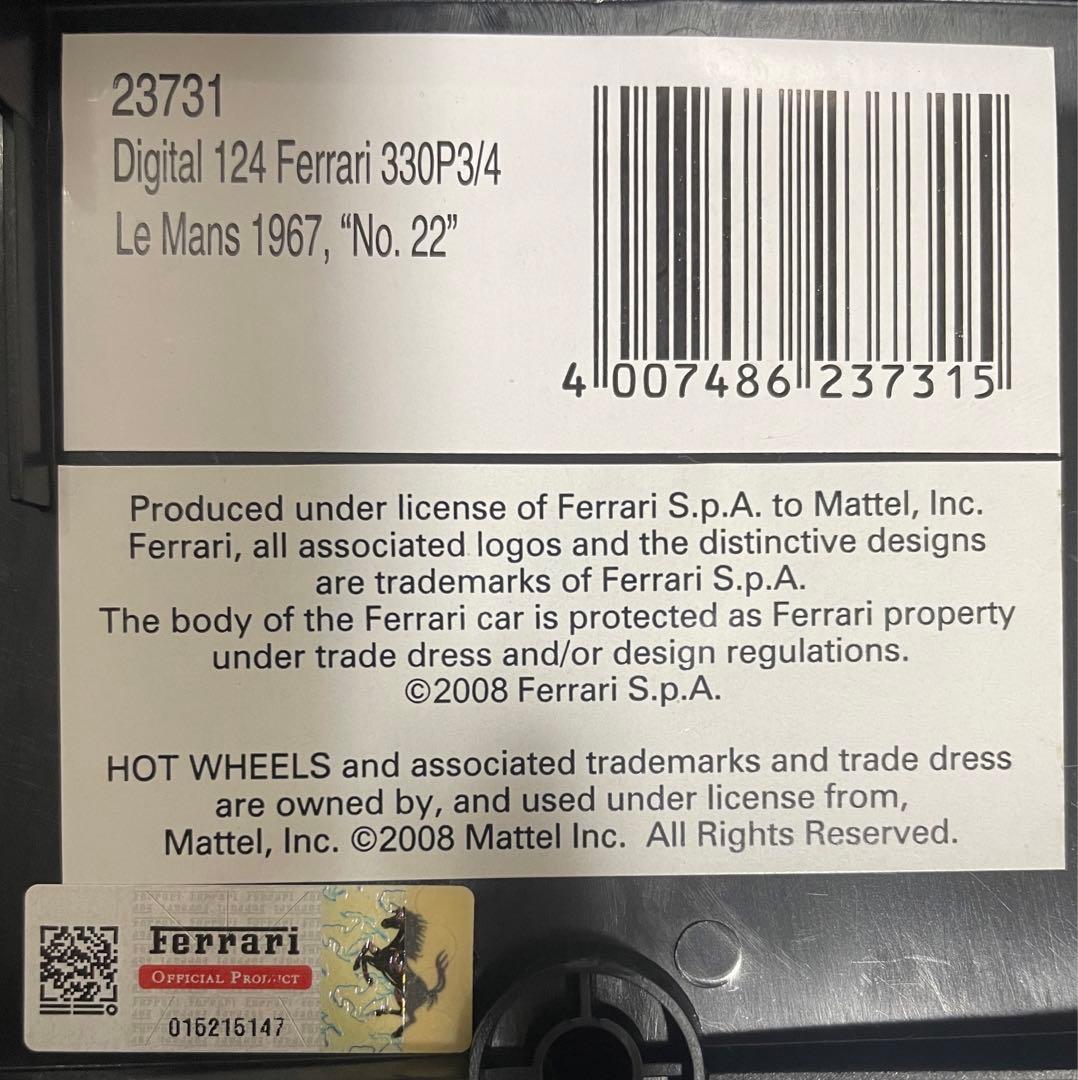 23731
Digital 124 Ferrari 330P3/4
Le Mans 1967, “No. 22”
4 007486 237315
Produced under license of Ferrari S.p.A. to Mattel, Inc.
Ferrari, all associated logos and the distinctive designs
are trademarks of Ferrari S.p.A.
The body of the Ferrari car is protected as Ferrari property
under trade dress and/or design regulations.
©2008 Ferrari S.p.A.
HOT WHEELS and associated trademarks and trade dress
are owned by, and used under license from,
Mattel, Inc. ©2008 Mattel Inc. All Rights Reserved.
Ferrari
OFFICIAL PRODUCT
015215147